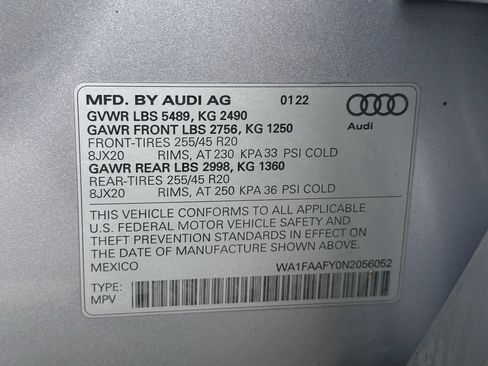 MFD. BY AUDI AG 0122
GVWR LBS 5489, KG 2490
GAWR FRONT LBS 2756, KG 1250
FRONT-TIRES 255/45 R20
8JX20 RIMS, AT 230 KPA 33 PSI COLD
GAWR REAR LBS 2998, KG 1360
REAR-TIRES 255/45 R20
8JX20 RIMS, AT 250 KPA 36 PSI COLD
Audi
THIS VEHICLE CONFORMS TO ALL APPLICABLE
U.S. FEDERAL MOTOR VEHICLE SAFETY AND
THEFT PREVENTION STANDARDS IN EFFECT ON
THE DATE OF MANUFACTURE SHOWN ABOVE.
MEXICO WA1FAAFY0N2056052
TYPE:
MPV